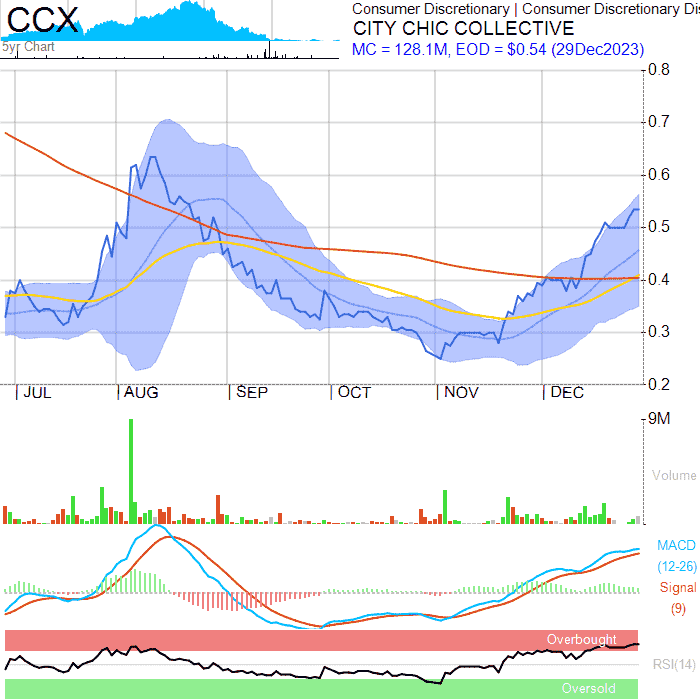 CCX
5yr Chart
Consumer Discretionary | Consumer Discretionary Dis
CITY CHIC COLLECTIVE
MC = 128.1M, EOD = $0.54 (29Dec2023)
0.8
0.7
0.6
0.5
0.4
0.3
0.2
JUL AUG SEP OCT NOV DEC
9M
Volume
MACD
(12-26)
Signal
(9)
Overbought
RSI(14)
Oversold